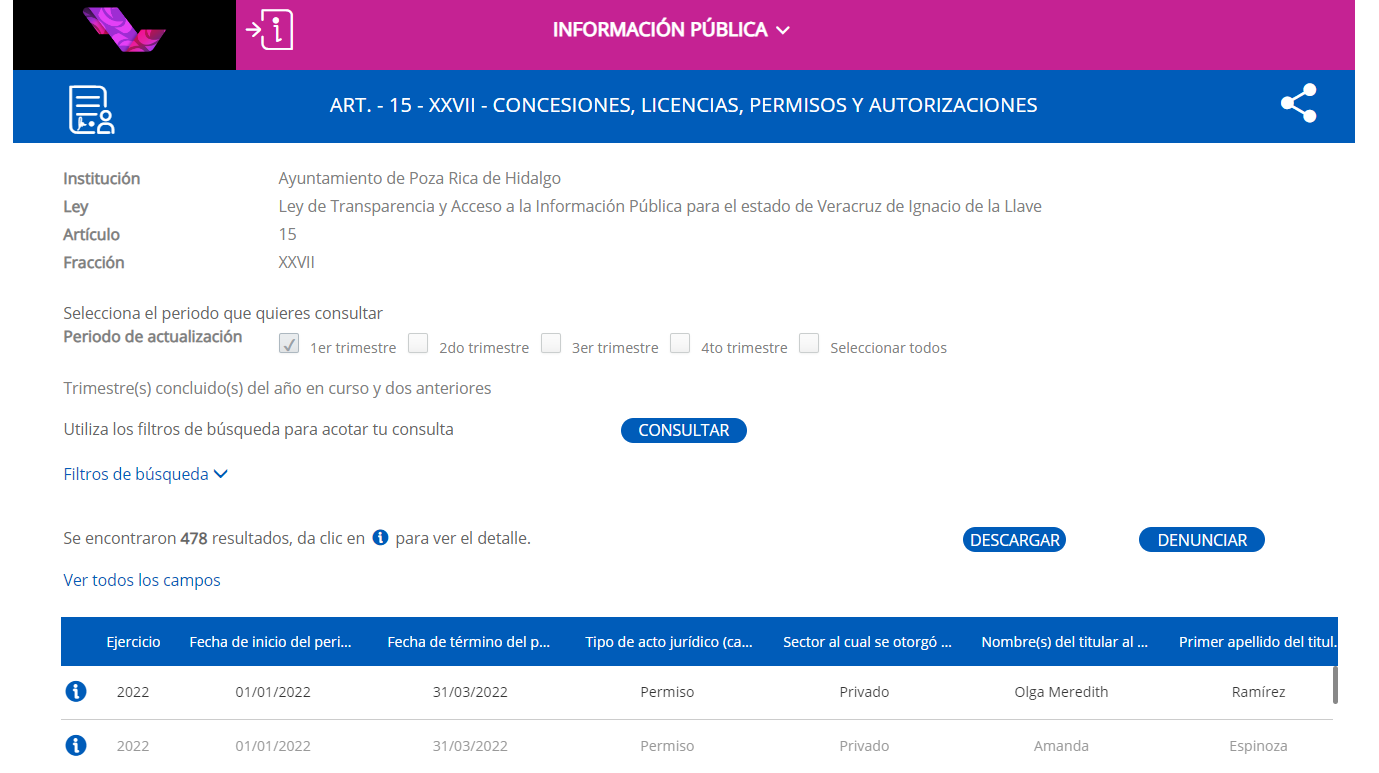 INFORMACIÓN PÚBLICA
ART. - 15 - XXVII - CONCESIONES, LICENCIAS, PERMISOS Y AUTORIZACIONES
Institución Ayuntamiento de Poza Rica de Hidalgo
Ley Ley de Transparencia y Acceso a la Información Pública para el estado de Veracruz de Ignacio de la Llave
Artículo 15
Fracción XXVII
Selecciona el periodo que quieres consultar
Periodo de actualización 1er trimestre 2do trimestre 3er trimestre 4to trimestre Seleccionar todos
Trimestre(s) concluido(s) del año en curso y dos anteriores
Utiliza los filtros de búsqueda para acotar tu consulta CONSULTAR
Filtros de búsqueda
Se encontraron 478 resultados, da clic en i para ver el detalle. DESCARGAR DENUNCIAR
Ver todos los campos
Ejercicio Fecha de inicio del peri... Fecha de término del p... Tipo de acto jurídico (ca... Sector al cual se otorgó ... Nombre(s) del titular al ... Primer apellido del titul.
2022 01/01/2022 31/03/2022 Permiso Privado Olga Meredith Ramírez
2022 01/01/2022 31/03/2022 Permiso Privado Amanda Espinoza